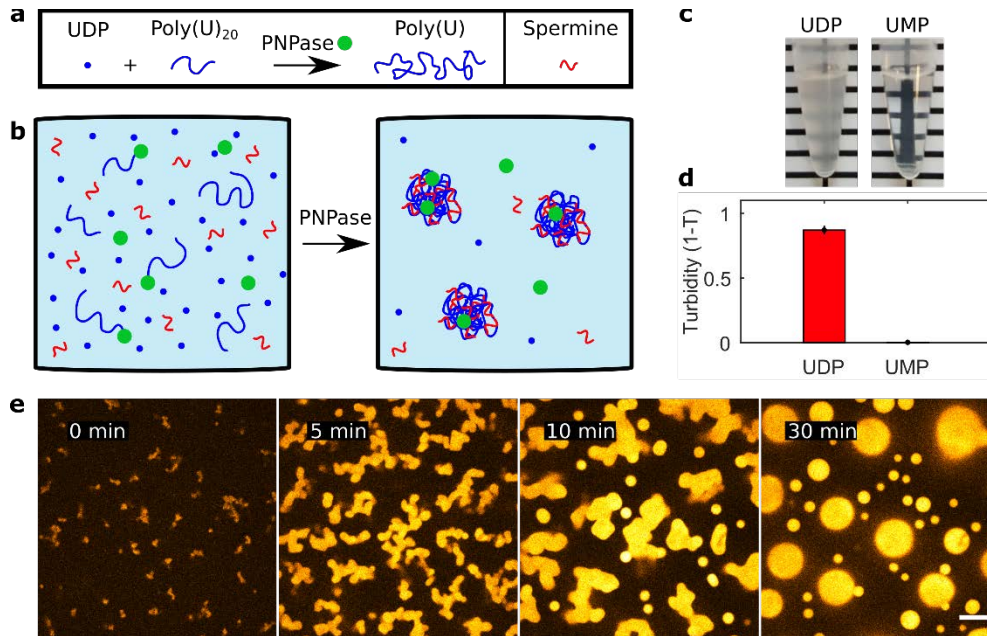 a
UDP
Poly(U)20
PNPase
Poly(U)
Spermine
+
b
PNPase
c
UDP UMP
d
Turbidity (1-T)
1
0.5
0
UDP UMP
e
0 min
5 min
10 min
30 min